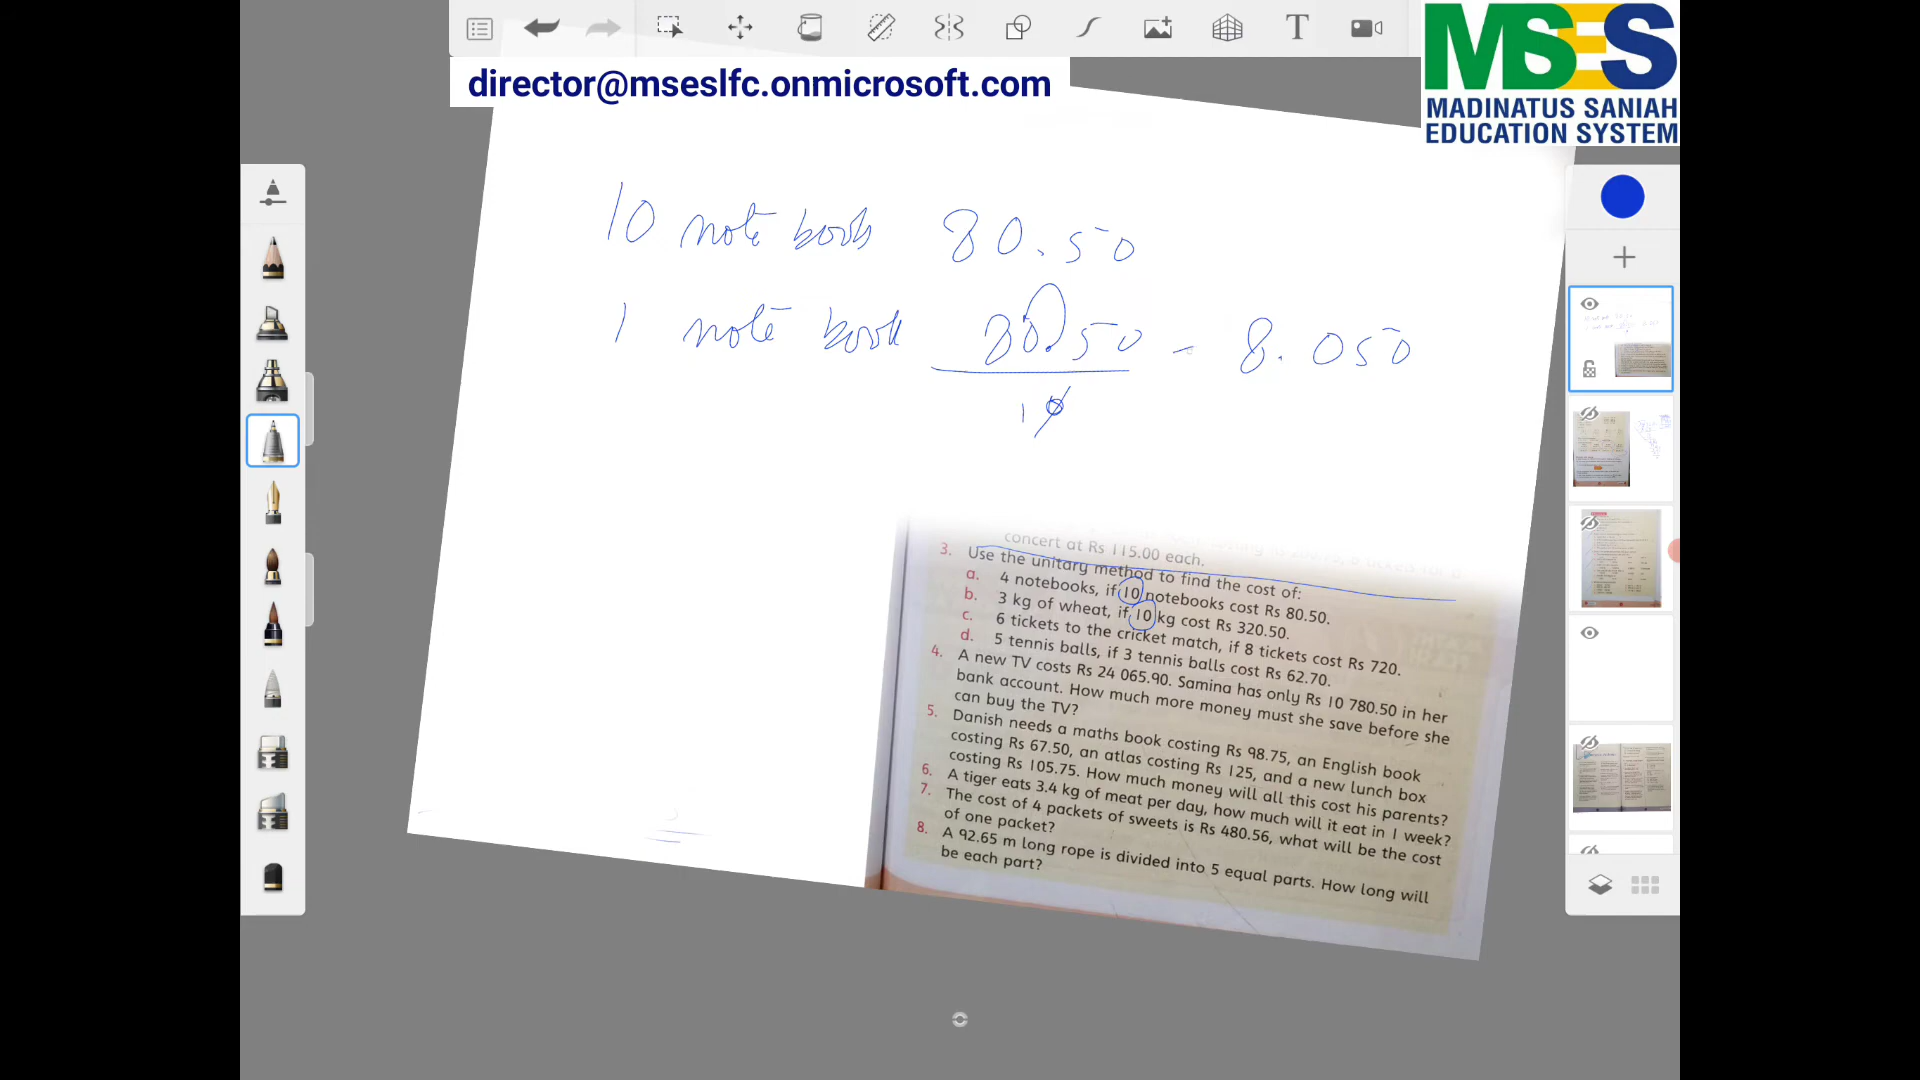 director@mseslfc.onmicrosoft.com
MSES
MADINATUS SANIAH
EDUCATION SYSTEM
T
10 note book 80.50
1 note book 80.50 = 8.050
10
concert at Rs 115.00 each.
3. Use the unitary method to find the cost of:
a. 4 notebooks, if 10 notebooks cost Rs 80.50.
b. 3 kg of wheat, if 10 kg cost Rs 320.50.
c. 6 tickets to the cricket match, if 8 tickets cost Rs 720.
d. 5 tennis balls, if 3 tennis balls cost Rs 62.70.
4. A new TV costs Rs 24 065.90. Samina has only Rs 10 780.50 in her
bank account. How much more money must she save before she
can buy the TV?
5. Danish needs a maths book costing Rs 98.75, an English book
costing Rs 67.50, an atlas costing Rs 125, and a new lunch box
costing Rs 105.75. How much money will all this cost his parents?
6. A tiger eats 3.4 kg of meat per day, how much will it eat in 1 week?
7. The cost of 4 packets of sweets is Rs 480.56, what will be the cost
of one packet?
8. A 92.65 m long rope is divided into 5 equal parts. How long will
be each part?